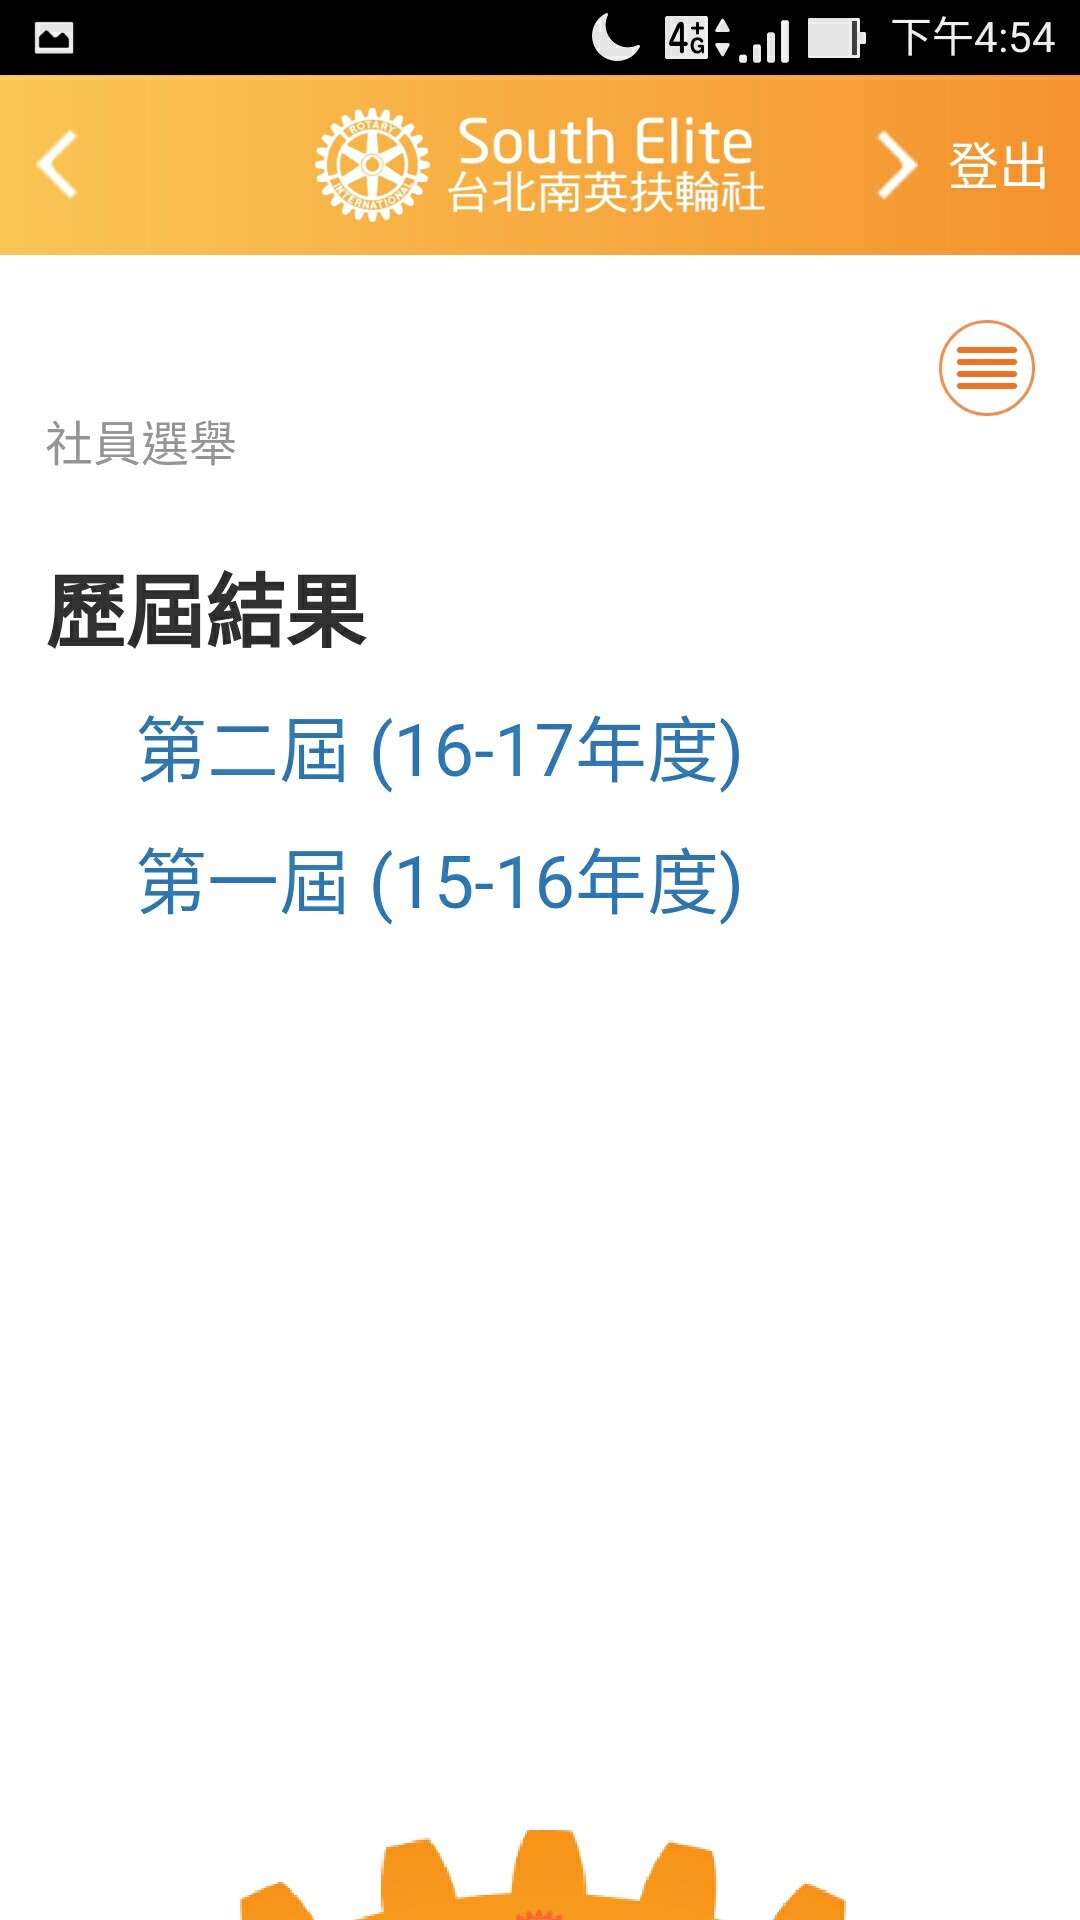 4G+ 下午4:54
ROTARY INTERNATIONAL
South Elite
台北南英扶輪社
登出
社員選舉
歷屆結果
第二屆 (16-17年度)
第一屆 (15-16年度)